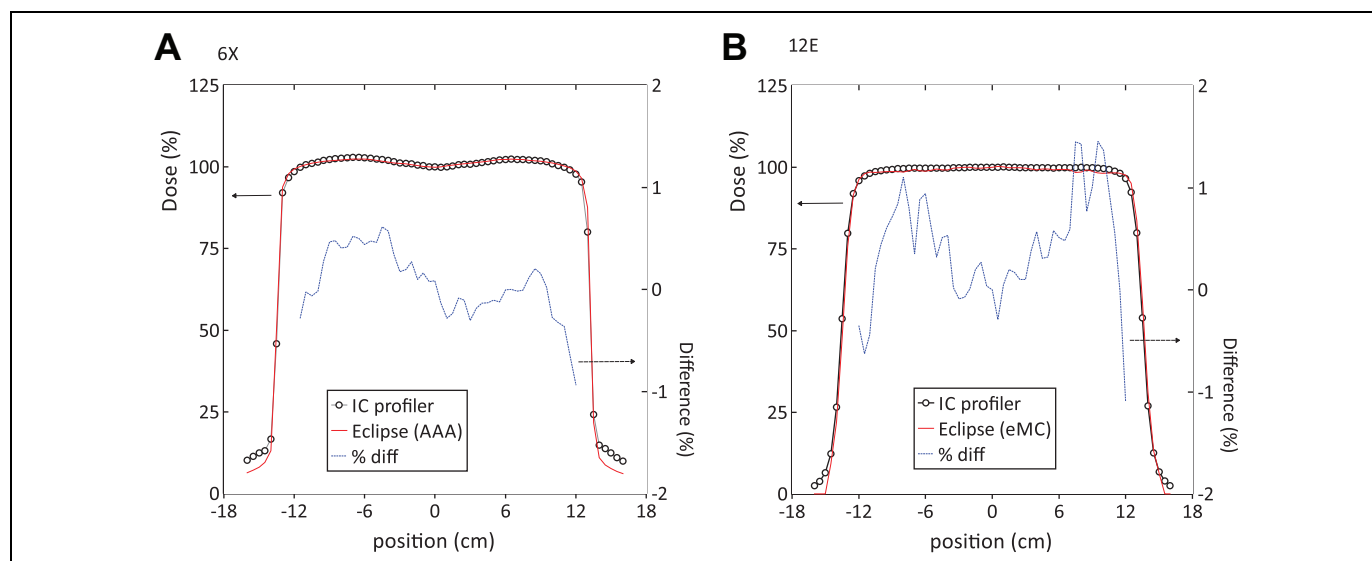 A
6X
Dose (%)
125
100
75
50
25
0
2
1
0
-1
-2
Difference (%)
IC profiler
Eclipse (AAA)
% diff
-18
-12
-6
0
6
12
18
position (cm)
B
12E
Dose (%)
125
100
75
50
25
0
2
1
0
-1
-2
Difference (%)
IC profiler
Eclipse (eMC)
% diff
-18
-12
-6
0
6
12
18
position (cm)